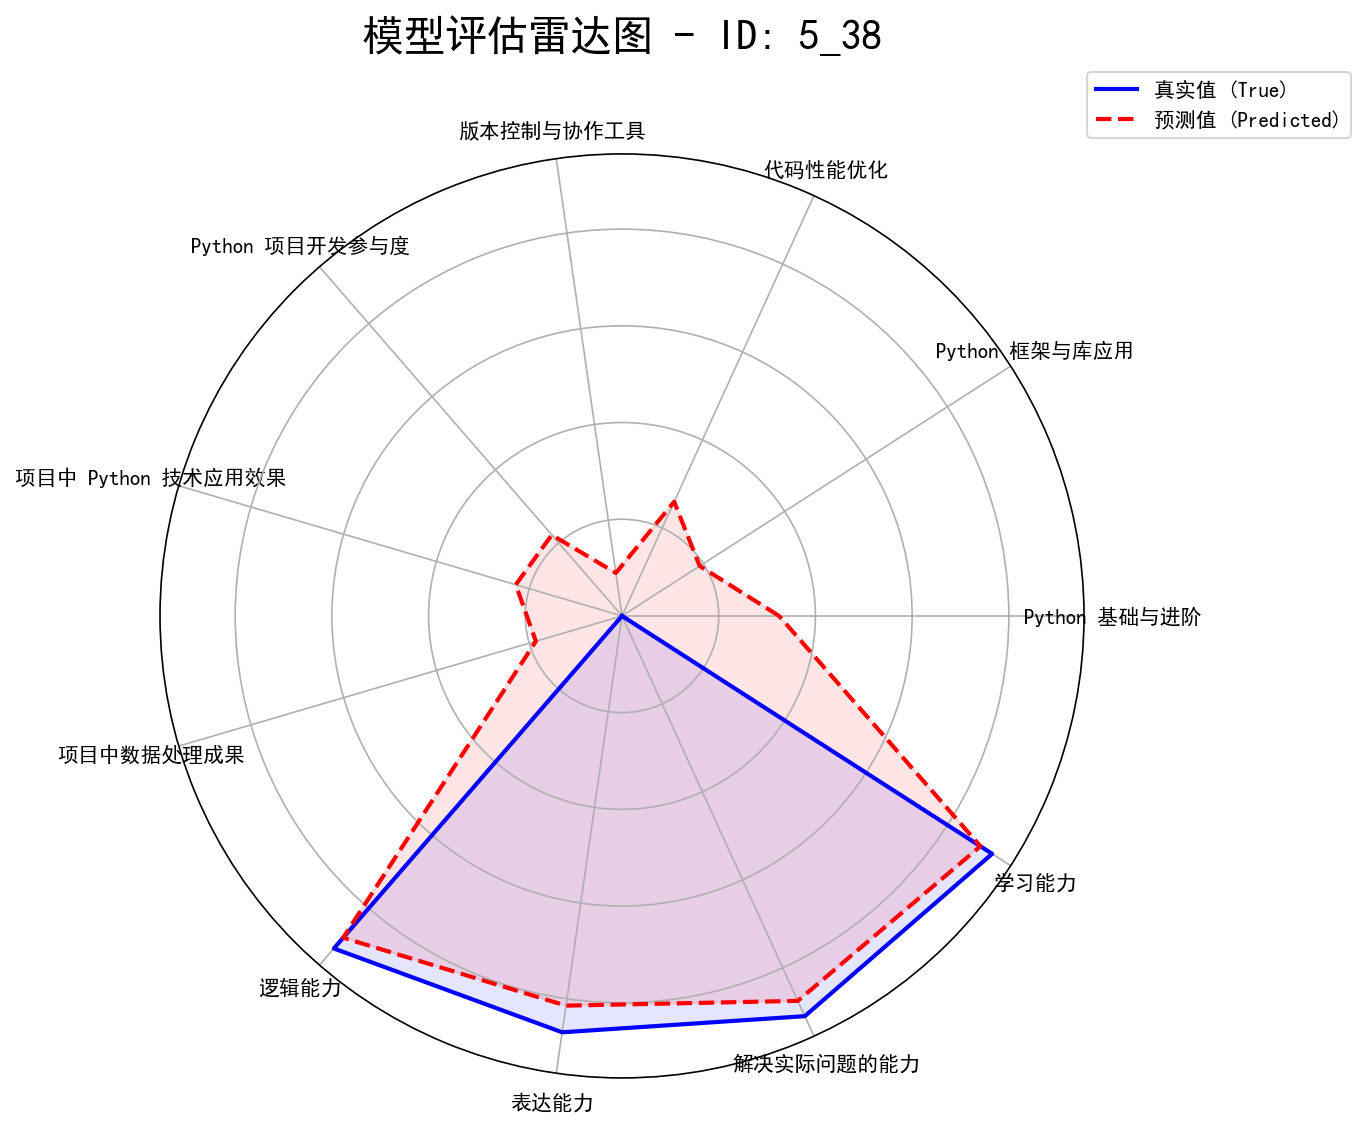 模型评估雷达图 - ID: 5_38
真实值 (True)
预测值 (Predicted)
版本控制与协作工具
代码性能优化
Python 项目开发参与度
Python 框架与库应用
项目中 Python 技术应用效果
Python 基础与进阶
项目中数据处理成果
学习能力
逻辑能力
解决实际问题的能力
表达能力